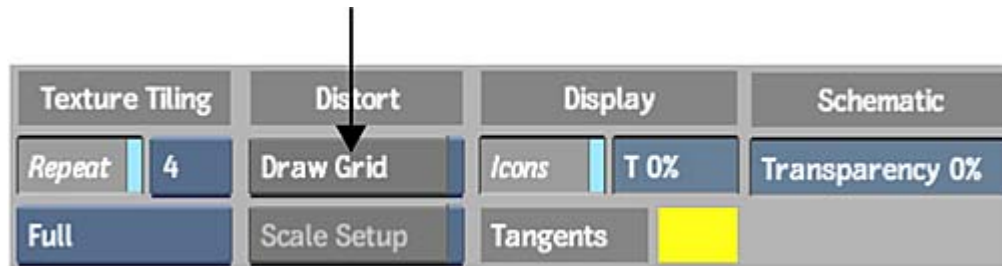 Texture Tiling Distort Display Schematic
Repeat 4 Draw Grid Icons T 0% Transparency 0%
Full Scale Setup Tangents